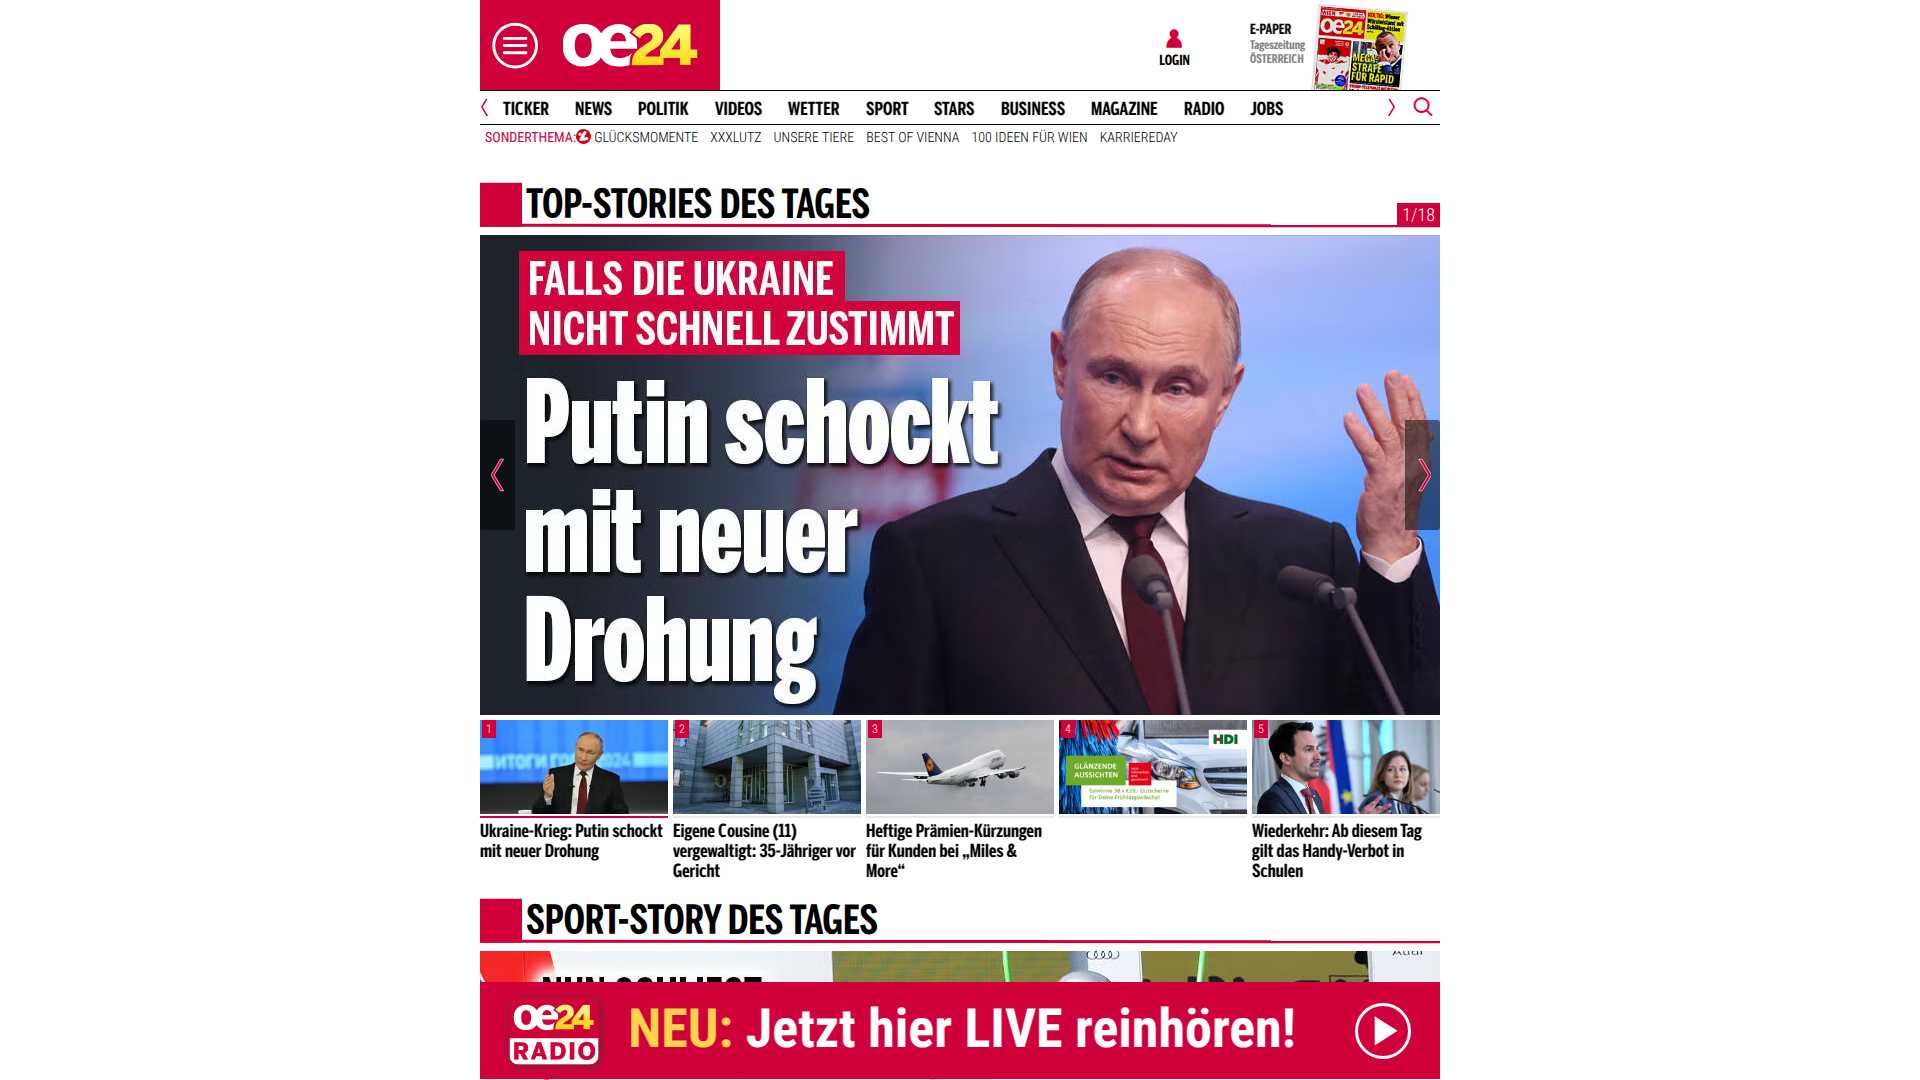 oe24
LOGIN
E-PAPER
Tageszeitung
ÖSTERREICH
oe24
MEGA-
STRAFE
FÜR RAPID
TICKER NEWS POLITIK VIDEOS WETTER SPORT STARS BUSINESS MAGAZINE RADIO JOBS
SONDERTHEMA: GLÜCKSMOMENTE XXXLUTZ UNSERE TIERE BEST OF VIENNA 100 IDEEN FÜR WIEN KARRIEREDAY
TOP-STORIES DES TAGES
1/18
FALLS DIE UKRAINE
NICHT SCHNELL ZUSTIMMT
Putin schockt
mit neuer
Drohung
1
2
3
4
5
HDI
GLÄNZENDE
AUSSICHTEN
Ukraine-Krieg: Putin schockt
mit neuer Drohung
Eigene Cousine (11)
vergewaltigt: 35-Jähriger vor
Gericht
Heftige Prämien-Kürzungen
für Kunden bei „Miles &
More“
Wiederkehr: Ab diesem Tag
gilt das Handy-Verbot in
Schulen
SPORT-STORY DES TAGES
Audi
oe24
RADIO
NEU: Jetzt hier LIVE reinhören!